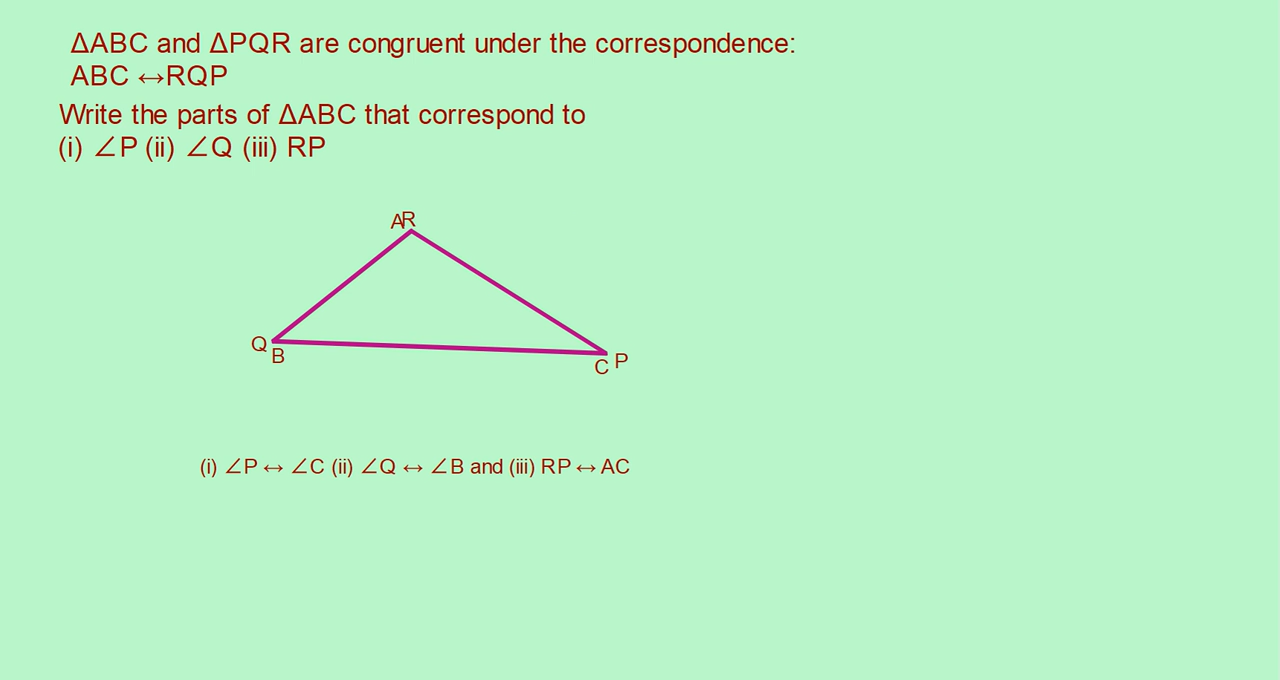 ΔABC and ΔPQR are congruent under the correspondence:
ABC ↔RQP
Write the parts of ΔABC that correspond to
(i) ∠P (ii) ∠Q (iii) RP
AR
Q
B
C P
(i) ∠P ↔ ∠C (ii) ∠Q ↔ ∠B and (iii) RP ↔ AC